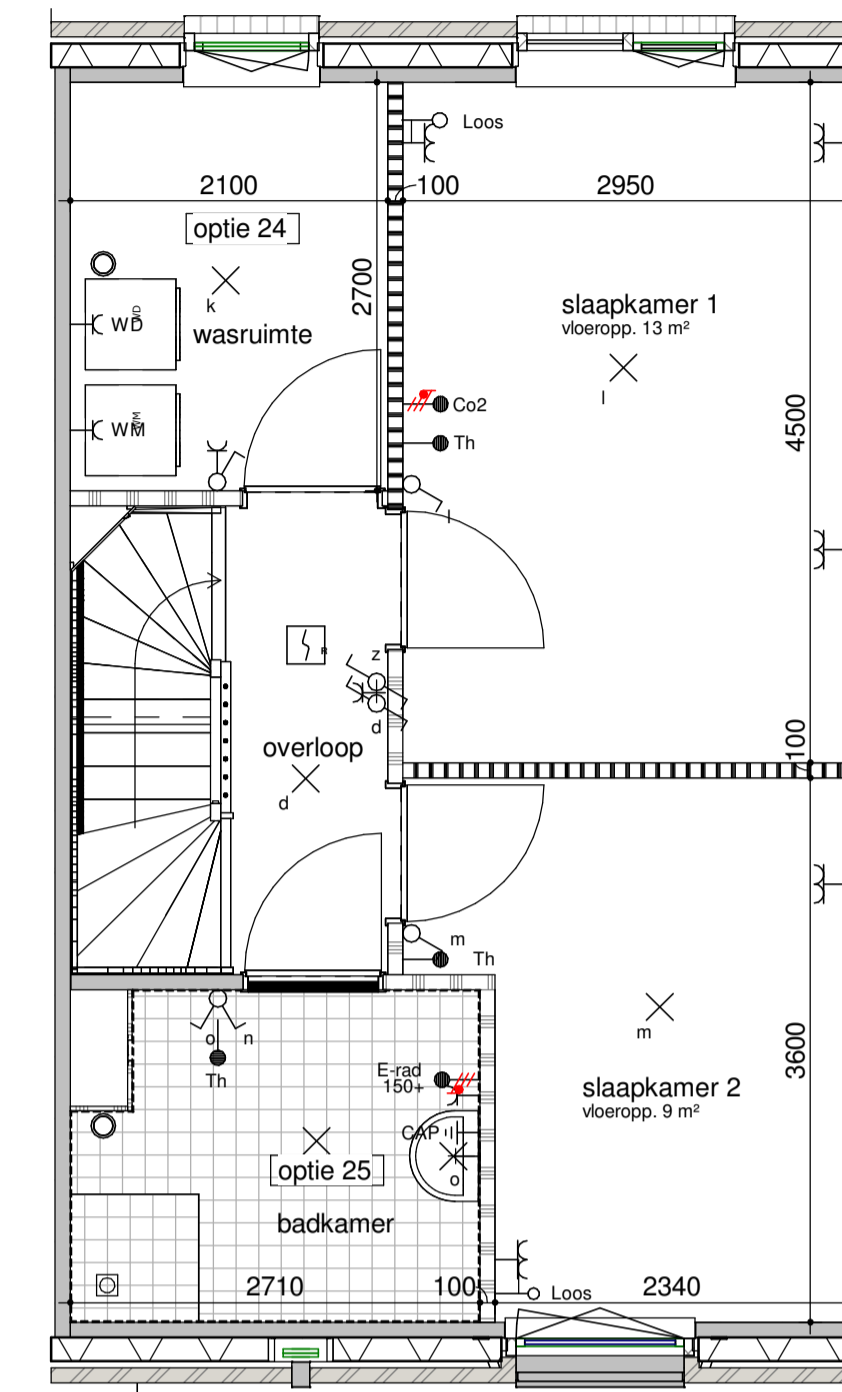 Loos
2100
100
2950
optie 24
2700
k
wasruimte
WD
WD
slaapkamer 1
vloeropp. 13 m²
l
WM
WM
Co2
Th
4500
l
R
z
d
overloop
d
100
m
Th
o
n
Th
E-rad
150+
m
3600
slaapkamer 2
vloeropp. 9 m²
CAP
o
optie 25
badkamer
2710
100
Loos
2340